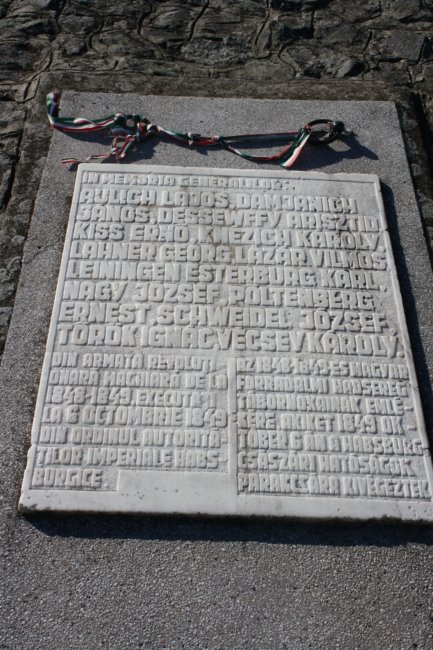 IN MEMORIA GENERALILOR:
AULICH LAJOS, DAMJANICH
JÁNOS, DESSEWFFY ARISZTID,
KISS ERNŐ, KNEZICH KÁROLY,
LAHNER GEORG, LÁZÁR VILMOS,
LEININGEN ESTERBURG KARL,
NAGY JÓZSEF, POLTENBERG
ERNEST, SCHWEIDEL JÓZSEF,
TÖRÖK IGNÁC, VÉCSEY KÁROLY
DIN ARMATA REVOLUȚI
ONARĂ MAGHIARĂ DE LA
1848-1849 EXECUTAȚI
LA 6 OCTOMBRIE 1849
DIN ORDINUL AUTORITĂ
ȚILOR IMPERIALE HABS
BURGICE
AZ 1848-1849-ES MAGYAR
FORRADALMI HADSEREG
TÁBORNOKAINAK EMLÉ
KÉRE, AKIKET 1849 OK
TÓBER 6-ÁN A HABSBURG
CSÁSZÁRI HATÓSÁGOK
PARANCSÁRA KIVÉGEZTEK